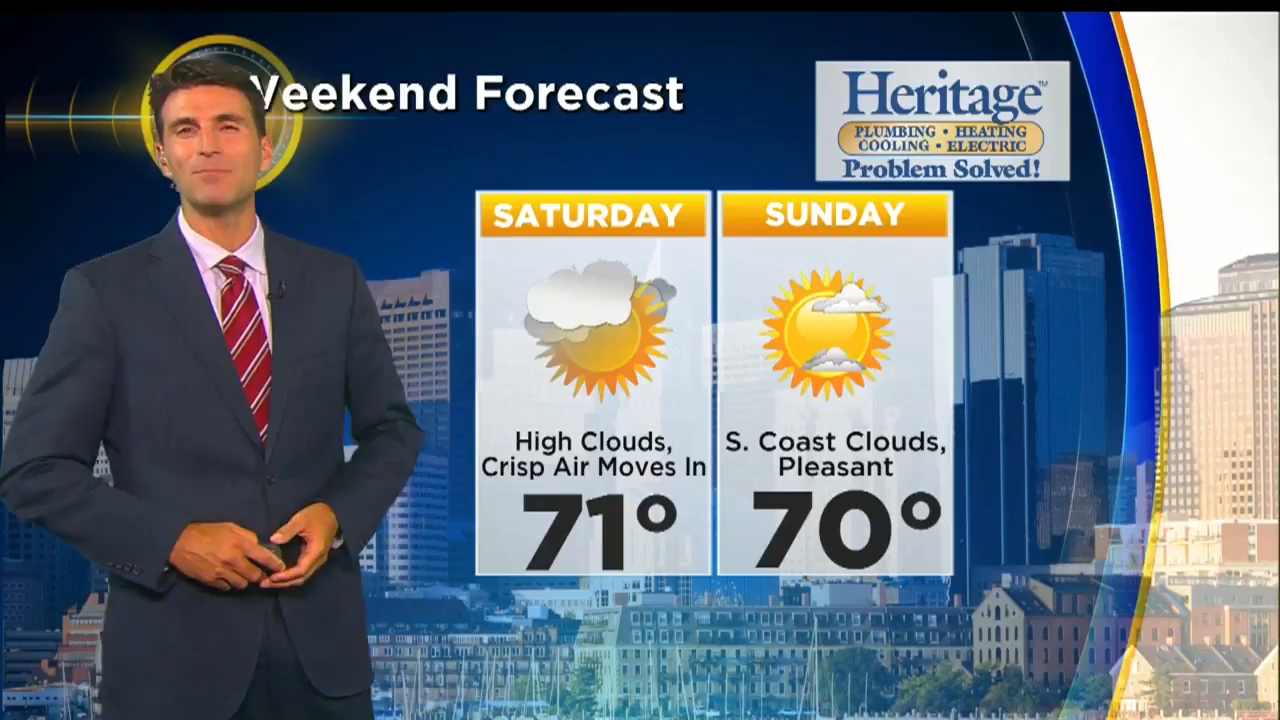 Weekend Forecast
Heritage™
PLUMBING • HEATING
COOLING • ELECTRIC
Problem Solved!
SATURDAY
High Clouds,
Crisp Air Moves In
71°
SUNDAY
S. Coast Clouds,
Pleasant
70°